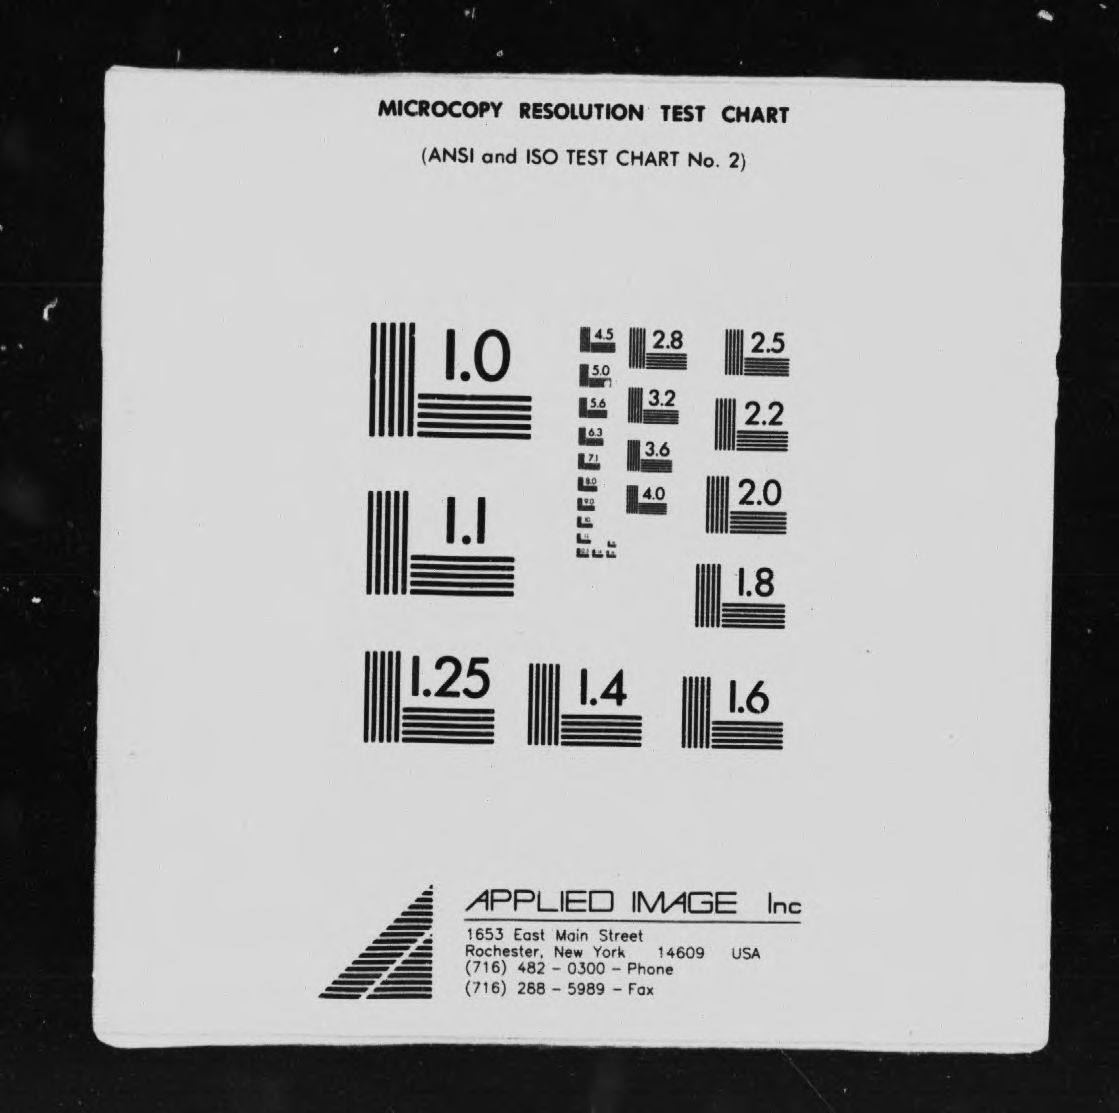 MICROCOPY RESOLUTION TEST CHART
(ANSI and ISO TEST CHART No. 2)
1.0
4.5 2.8 2.5
5.0
3.2
5.6 2.2
6.3
3.6
7.1
8.0
4.0 2.0
9.0
10
1.1
1.8
1.25 1.4 1.6
APPLIED IMAGE Inc
1653 East Main Street
Rochester, New York 14609 USA
(716) 482 - 0300 - Phone
(716) 288 - 5989 - Fax